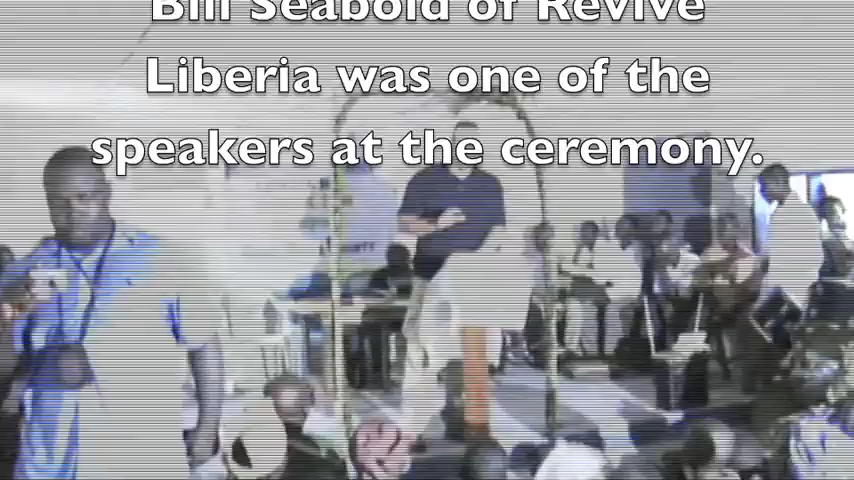 Bill Seabold of Revive
Liberia was one of the
speakers at the ceremony.